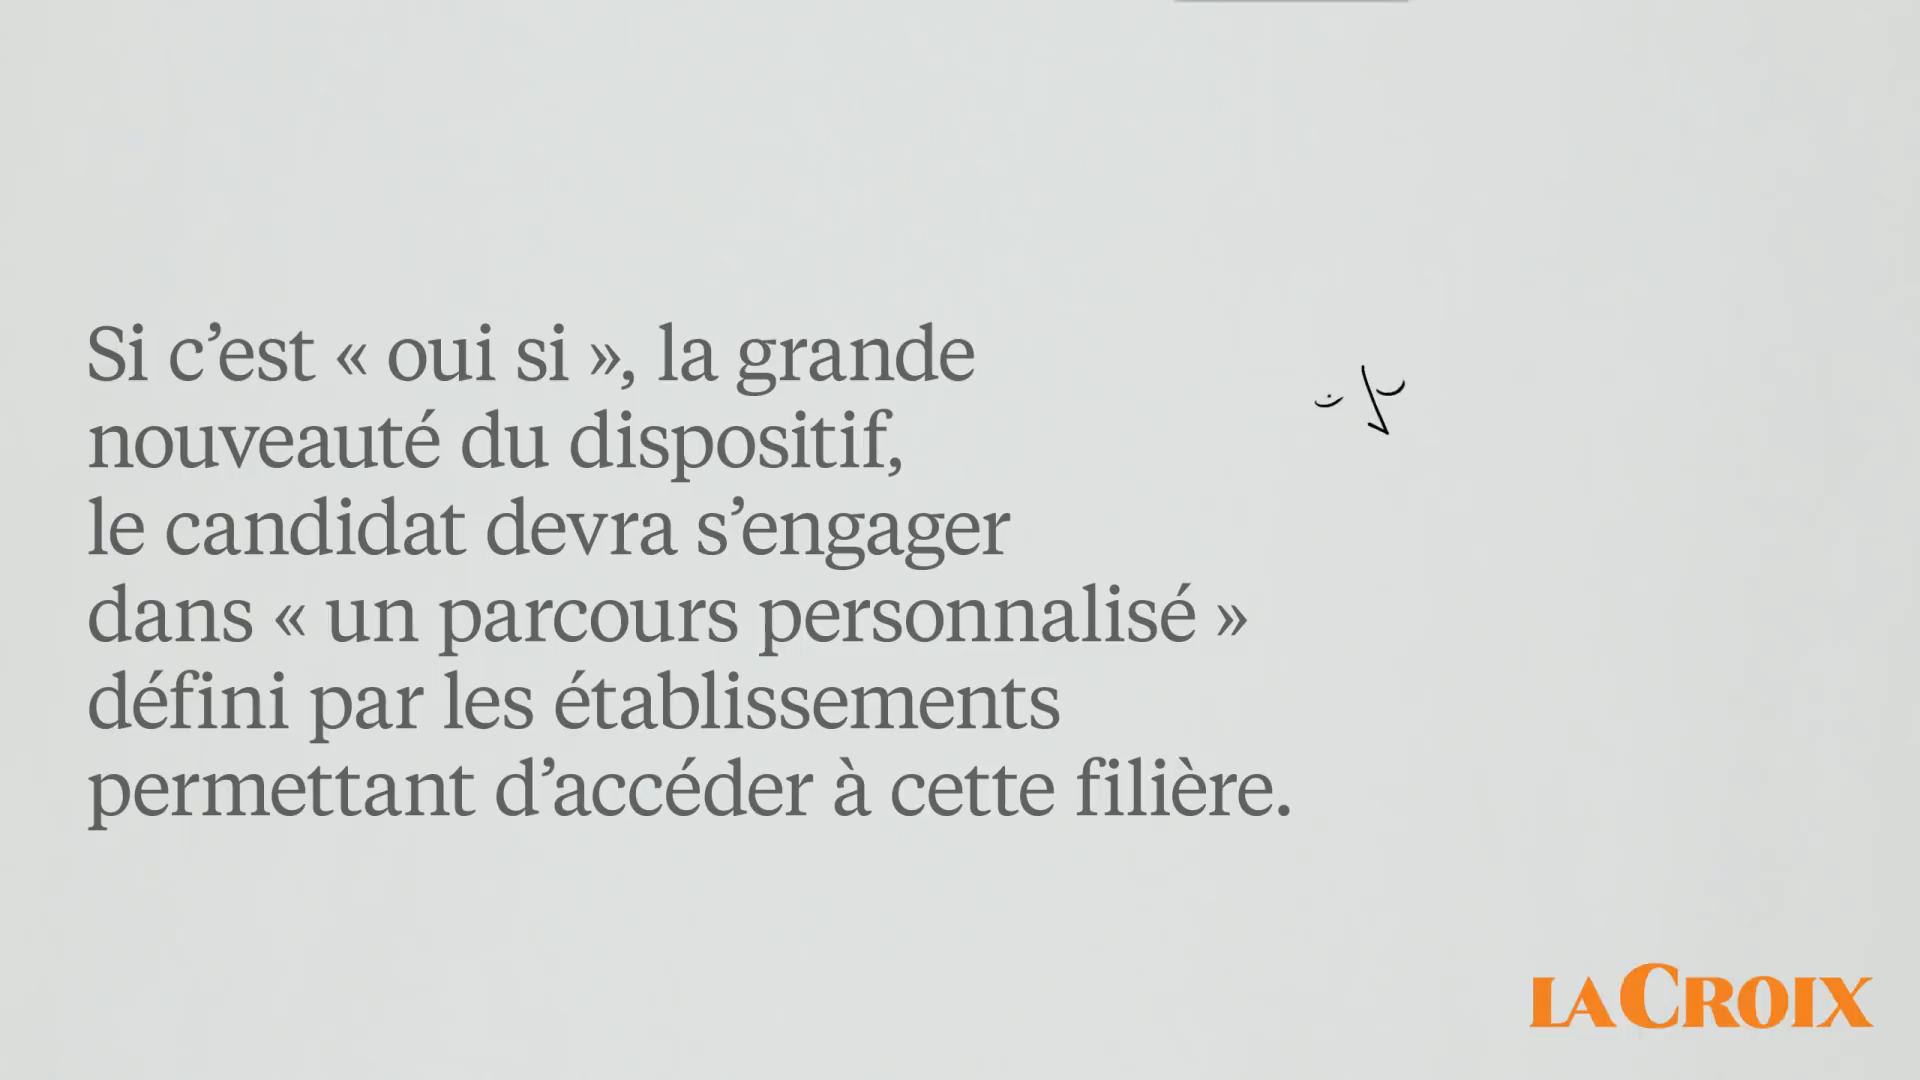 Si c’est « oui si », la grande
nouveauté du dispositif,
le candidat devra s’engager
dans « un parcours personnalisé »
défini par les établissements
permettant d’accéder à cette filière.
LA CROIX